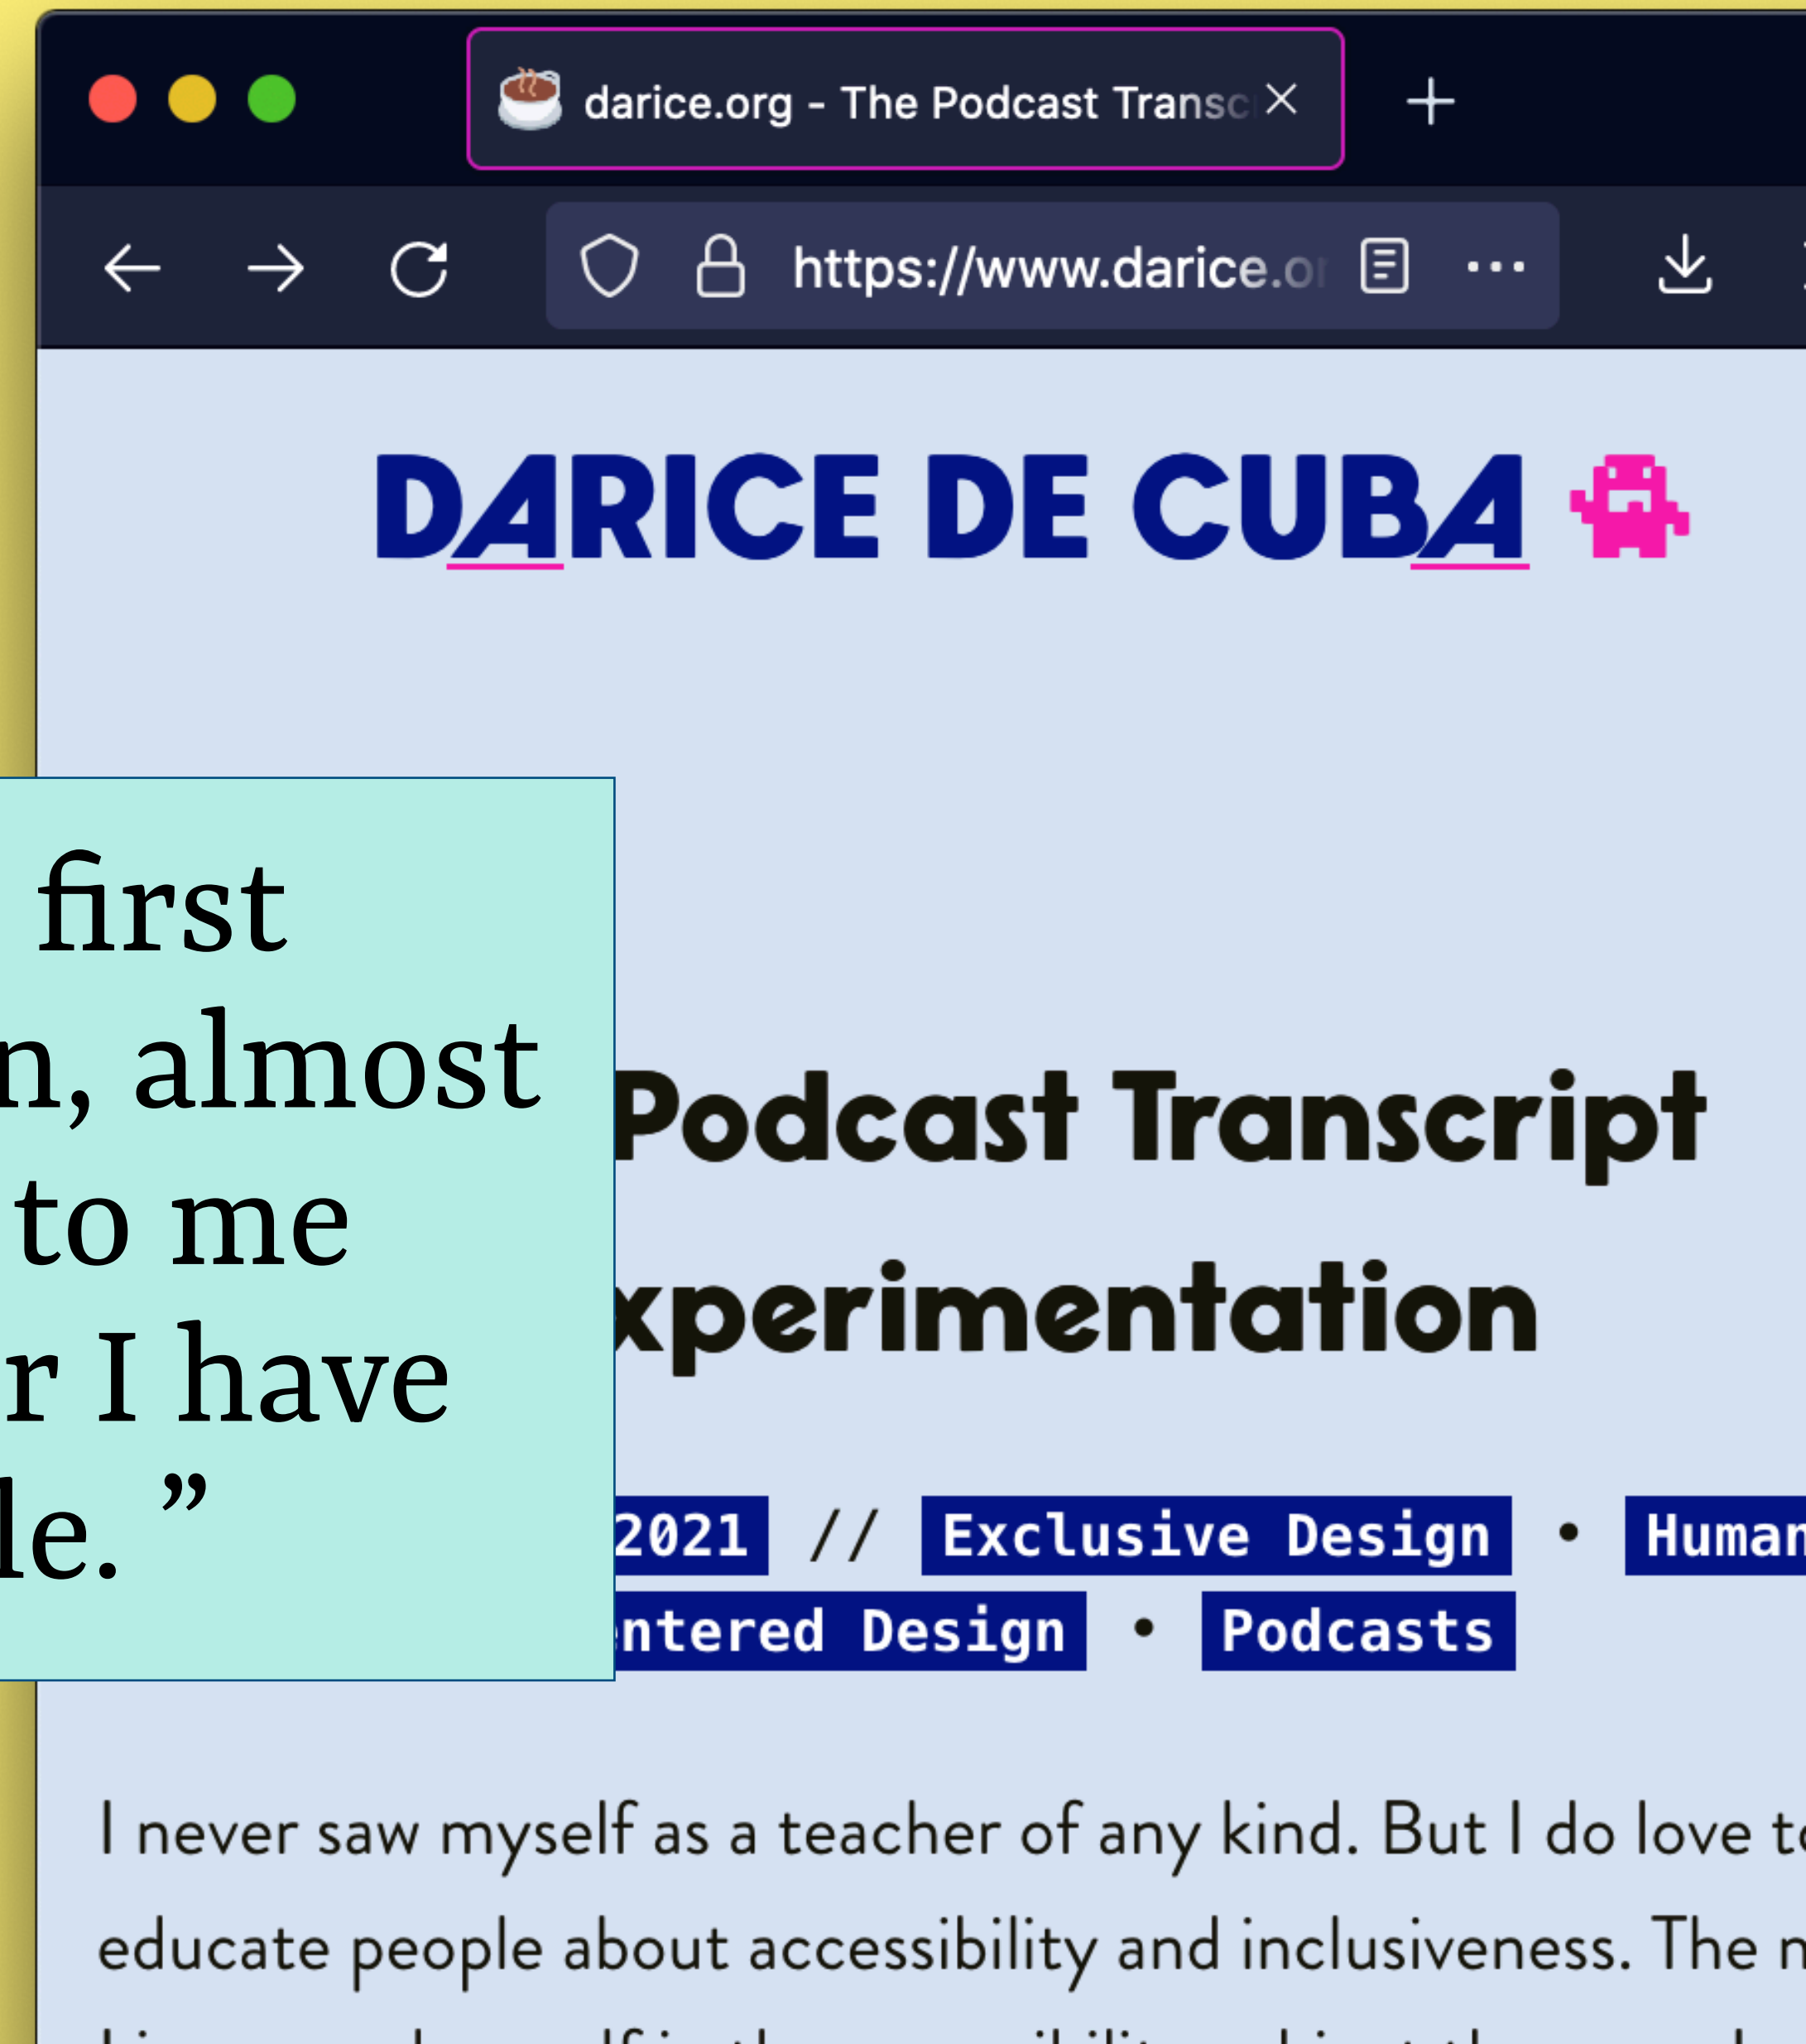 darice.org - The Podcast Transc
https://www.darice.or
DARICE DE CUBA
first
n, almost
to me
r I have
le. ”
Podcast Transcript
xperimentation
2021 // Exclusive Design • Human
entered Design • Podcasts
I never saw myself as a teacher of any kind. But I do love to
educate people about accessibility and inclusiveness. The m